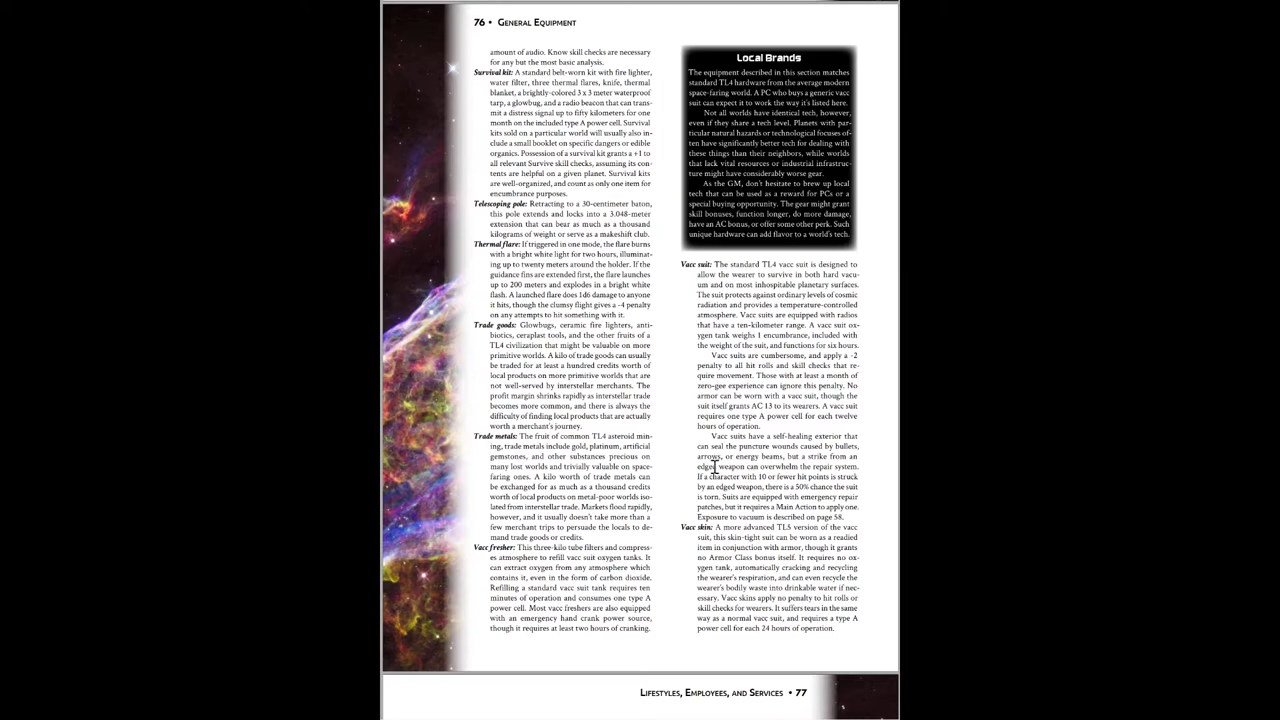 76 • General Equipment
amount of audio. Know skill checks are necessary
for any but the most basic analysis.
Survival kit: A standard belt-worn kit with fire lighter,
water filter, three thermal flares, knife, thermal
blanket, a brightly-colored 3 x 3 meter waterproof
tarp, a glowbug, and a radio beacon that can trans-
mit a distress signal up to fifty kilometers for one
month on the included type A power cell. Survival
kits sold on a particular world will usually also in-
clude a small booklet on specific dangers or edible
organics. Possession of a survival kit grants a +1 to
all relevant Survive skill checks, assuming its con-
tents are helpful on a given planet. Survival kits
are well-organized, and count as only one item for
encumbrance purposes.
Telescoping pole: Retracting to a 30-centimeter baton,
this pole extends and locks into a 3.048-meter
extension that can bear as much as a thousand
kilograms of weight or serve as a makeshift club.
Thermal flare: If triggered in one mode, the flare burns
with a bright white light for two hours, illuminat-
ing up to twenty meters around the holder. If the
guidance fins are extended first, the flare launches
up to 200 meters and explodes in a bright white
flash. A launched flare does 1d6 damage to anyone
it hits, though the clumsy flight gives a -4 penalty
on any attempts to hit something with it.
Trade goods: Glowbugs, ceramic fire lighters, anti-
biotics, ceraplast tools, and the other fruits of a
TL4 civilization that might be valuable on more
primitive worlds. A kilo of trade goods can usually
be traded for at least a hundred credits worth of
local products on more primitive worlds that are
not well-served by interstellar merchants. The
profit margin shrinks rapidly as interstellar trade
becomes more common, and there is always the
difficulty of finding local products that are actually
worth a merchant's journey.
Trade metals: The fruit of common TL4 asteroid min-
ing, trade metals include gold, platinum, artificial
gemstones, and other substances precious on
many lost worlds and trivially valuable on space-
faring ones. A kilo worth of trade metals can
be exchanged for as much as a thousand credits
worth of local products on metal-poor worlds iso-
lated from interstellar trade. Markets flood rapidly,
however, and it usually doesn't take more than a
few merchant trips to persuade the locals to de-
mand trade goods or credits.
Vacc fresher: This three-kilo tube filters and compress-
es atmosphere to refill vacc suit oxygen tanks. It
can extract oxygen from any atmosphere which
contains it, even in the form of carbon dioxide.
Refilling a standard vacc suit tank requires ten
minutes of operation and consumes one type A
power cell. Most vacc freshers are also equipped
with an emergency hand crank power source,
though it requires at least two hours of cranking.
Local Brands
The equipment described in this section matches
standard TL4 hardware from the average modern
space-faring world. A PC who buys a generic vacc
suit can expect it to work the way it's listed here.
Not all worlds have identical tech, however,
even if they share a tech level. Planets with par-
ticular natural hazards or technological focuses of-
ten have significantly better tech for dealing with
these things than their neighbors, while worlds
that lack vital resources or industrial infrastruc-
ture might have considerably worse gear.
As the GM, don't hesitate to brew up local
tech that can be used as a reward for PCs or a
special buying opportunity. The gear might grant
skill bonuses, function longer, do more damage,
have an AC bonus, or offer some other perk. Such
unique hardware can add flavor to a world's tech.
Vacc suit: The standard TL4 vacc suit is designed to
allow the wearer to survive in both hard vacu-
um and on most inhospitable planetary surfaces.
The suit protects against ordinary levels of cosmic
radiation and provides a temperature-controlled
atmosphere. Vacc suits are equipped with radios
that have a ten-kilometer range. A vacc suit ox-
ygen tank weighs 1 encumbrance, included with
the weight of the suit, and functions for six hours.
Vacc suits are cumbersome, and apply a -2
penalty to all hit rolls and skill checks that re-
quire movement. Those with at least a month of
zero-gee experience can ignore this penalty. No
armor can be worn with a vacc suit, though the
suit itself grants AC 13 to its wearers. A vacc suit
requires one type A power cell for each twelve
hours of operation.
Vacc suits have a self-healing exterior that
can seal the puncture wounds caused by bullets,
arrows, or energy beams, but a strike from an
edged weapon can overwhelm the repair system.
If a character with 10 or fewer hit points is struck
by an edged weapon, there is a 50% chance the suit
is torn. Suits are equipped with emergency repair
patches, but it requires a Main Action to apply one.
Exposure to vacuum is described on page 58.
Vacc skin: A more advanced TL5 version of the vacc
suit, this skin-tight suit can be worn as a readied
item in conjunction with armor, though it grants
no Armor Class bonus itself. It requires no ox-
ygen tank, automatically cracking and recycling
the wearer's respiration, and can even recycle the
wearer's bodily waste into drinkable water if nec-
essary. Vacc skins apply no penalty to hit rolls or
skill checks for wearers. It suffers tears in the same
way as a normal vacc suit, and requires a type A
power cell for each 24 hours of operation.
Lifestyles, Employees, and Services • 77